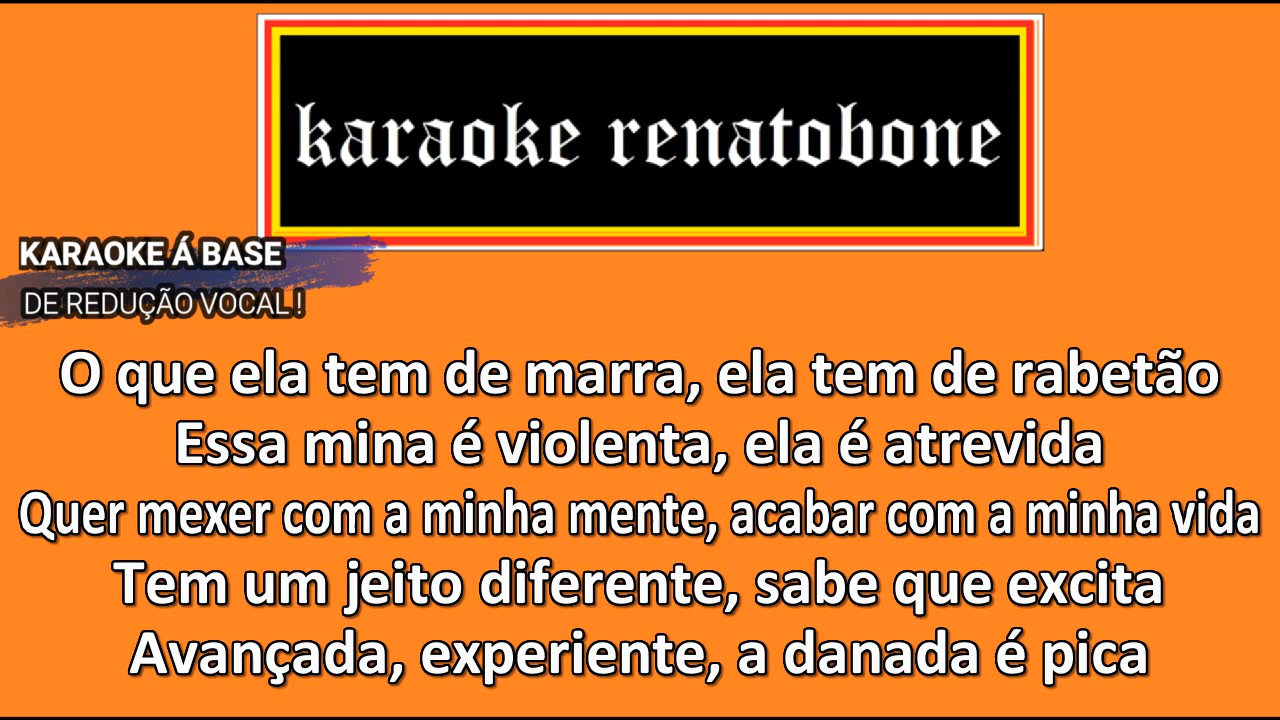 karaoke renatobone
KARAOKE Á BASE
DE REDUÇÃO VOCAL !
O que ela tem de marra, ela tem de rabetão
Essa mina é violenta, ela é atrevida
Quer mexer com a minha mente, acabar com a minha vida
Tem um jeito diferente, sabe que excita
Avançada, experiente, a danada é pica